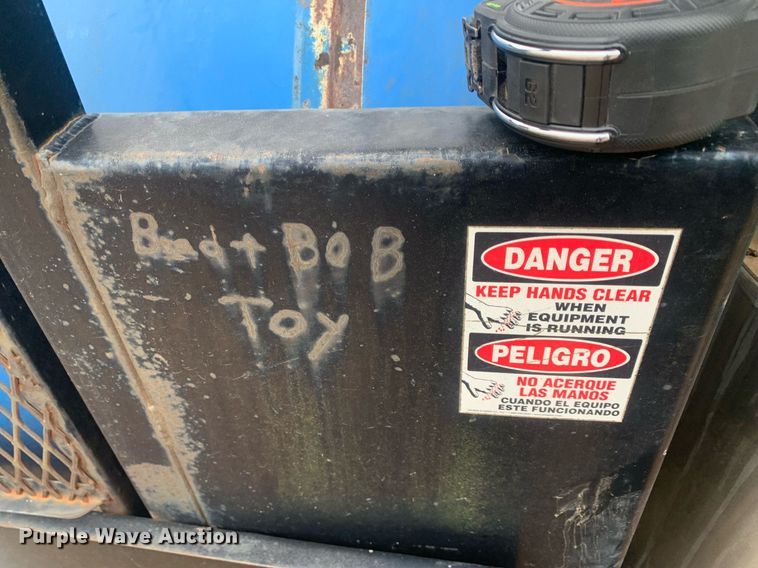 B2
BOB
Toy
DANGER
KEEP HANDS CLEAR
WHEN
EQUIPMENT
IS RUNNING
PELIGRO
NO ACERQUE
LAS MANOS
CUANDO EL EQUIPO
ESTE FUNCIONANDO
Purple Wave Auction